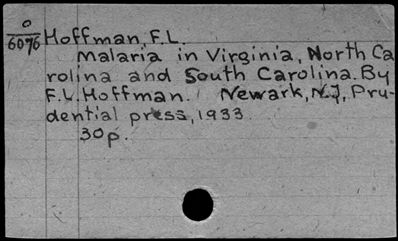 o
6076 Hoffman, F.L.
Malaria in Virginia, North Ca
rolina and South Carolina. By
F.L. Hoffman. Newark, N.J., Pru-
dential press, 1933
30p.